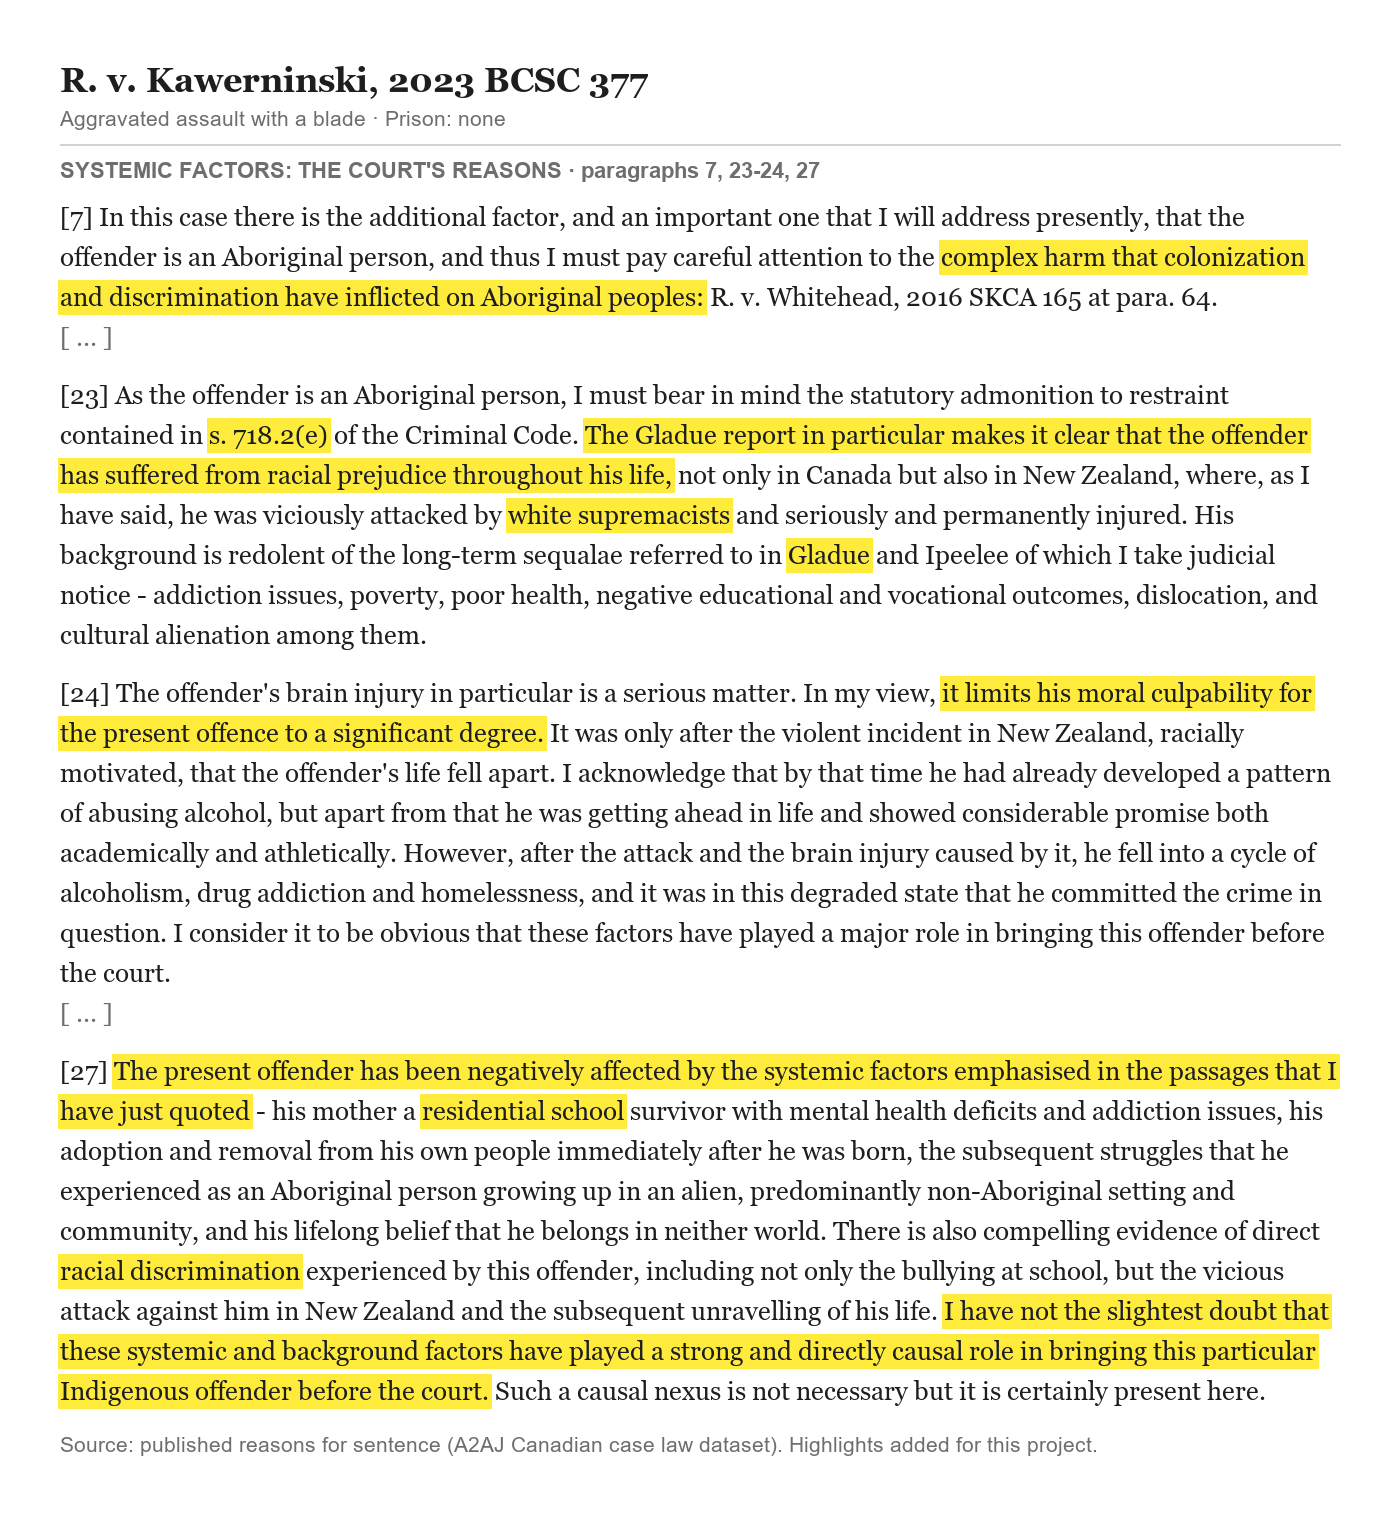 R. v. Kawerninski, 2023 BCSC 377
Aggravated assault with a blade · Prison: none
SYSTEMIC FACTORS: THE COURT'S REASONS · paragraphs 7, 23-24, 27
[7] In this case there is the additional factor, and an important one that I will address presently, that the
offender is an Aboriginal person, and thus I must pay careful attention to the complex harm that colonization
and discrimination have inflicted on Aboriginal peoples: R. v. Whitehead, 2016 SKCA 165 at para. 64.
[ ... ]
[23] As the offender is an Aboriginal person, I must bear in mind the statutory admonition to restraint
contained in s. 718.2(e) of the Criminal Code. The Gladue report in particular makes it clear that the offender
has suffered from racial prejudice throughout his life, not only in Canada but also in New Zealand, where, as I
have said, he was viciously attacked by white supremacists and seriously and permanently injured. His
background is redolent of the long-term sequalae referred to in Gladue and Ipeelee of which I take judicial
notice - addiction issues, poverty, poor health, negative educational and vocational outcomes, dislocation, and
cultural alienation among them.
[24] The offender's brain injury in particular is a serious matter. In my view, it limits his moral culpability for
the present offence to a significant degree. It was only after the violent incident in New Zealand, racially
motivated, that the offender's life fell apart. I acknowledge that by that time he had already developed a pattern
of abusing alcohol, but apart from that he was getting ahead in life and showed considerable promise both
academically and athletically. However, after the attack and the brain injury caused by it, he fell into a cycle of
alcoholism, drug addiction and homelessness, and it was in this degraded state that he committed the crime in
question. I consider it to be obvious that these factors have played a major role in bringing this offender before
the court.
[ ... ]
[27] The present offender has been negatively affected by the systemic factors emphasised in the passages that I
have just quoted - his mother a residential school survivor with mental health deficits and addiction issues, his
adoption and removal from his own people immediately after he was born, the subsequent struggles that he
experienced as an Aboriginal person growing up in an alien, predominantly non-Aboriginal setting and
community, and his lifelong belief that he belongs in neither world. There is also compelling evidence of direct
racial discrimination experienced by this offender, including not only the bullying at school, but the vicious
attack against him in New Zealand and the subsequent unravelling of his life. I have not the slightest doubt that
these systemic and background factors have played a strong and directly causal role in bringing this particular
Indigenous offender before the court. Such a causal nexus is not necessary but it is certainly present here.
Source: published reasons for sentence (A2AJ Canadian case law dataset). Highlights added for this project.